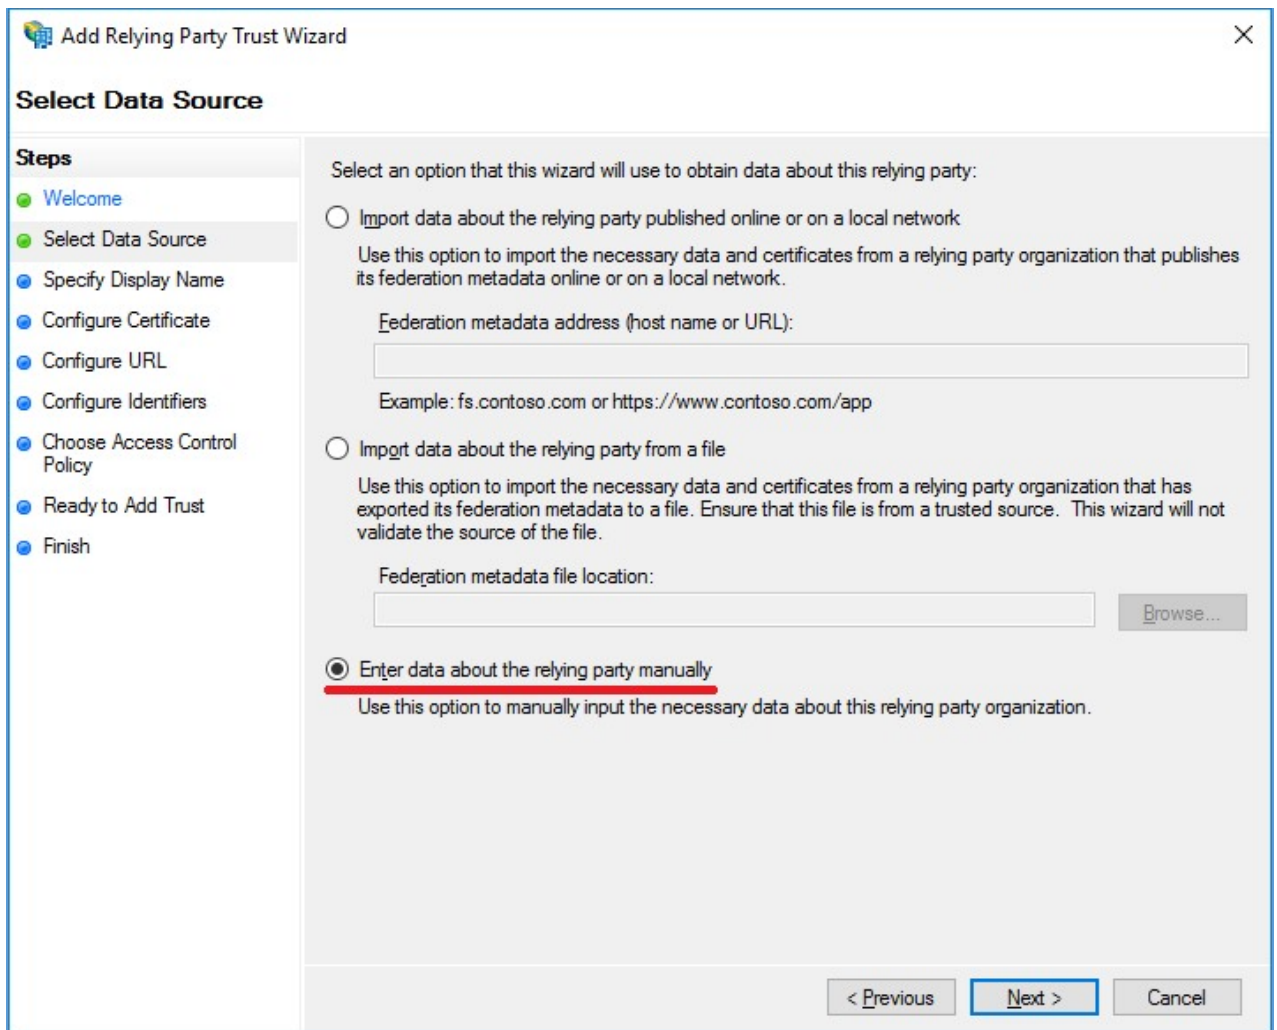 Add Relying Party Trust Wizard
Select Data Source
Steps
Welcome
Select Data Source
Specify Display Name
Configure Certificate
Configure URL
Configure Identifiers
Choose Access Control
Policy
Ready to Add Trust
Finish
Select an option that this wizard will use to obtain data about this relying party:
Import data about the relying party published online or on a local network
Use this option to import the necessary data and certificates from a relying party organization that publishes
its federation metadata online or on a local network.
Federation metadata address (host name or URL):
Example: fs.contoso.com or https://www.contoso.com/app
Import data about the relying party from a file
Use this option to import the necessary data and certificates from a relying party organization that has
exported its federation metadata to a file. Ensure that this file is from a trusted source.  This wizard will not
validate the source of the file.
Federation metadata file location:
Browse...
Enter data about the relying party manually
Use this option to manually input the necessary data about this relying party organization.
< Previous
Next >
Cancel